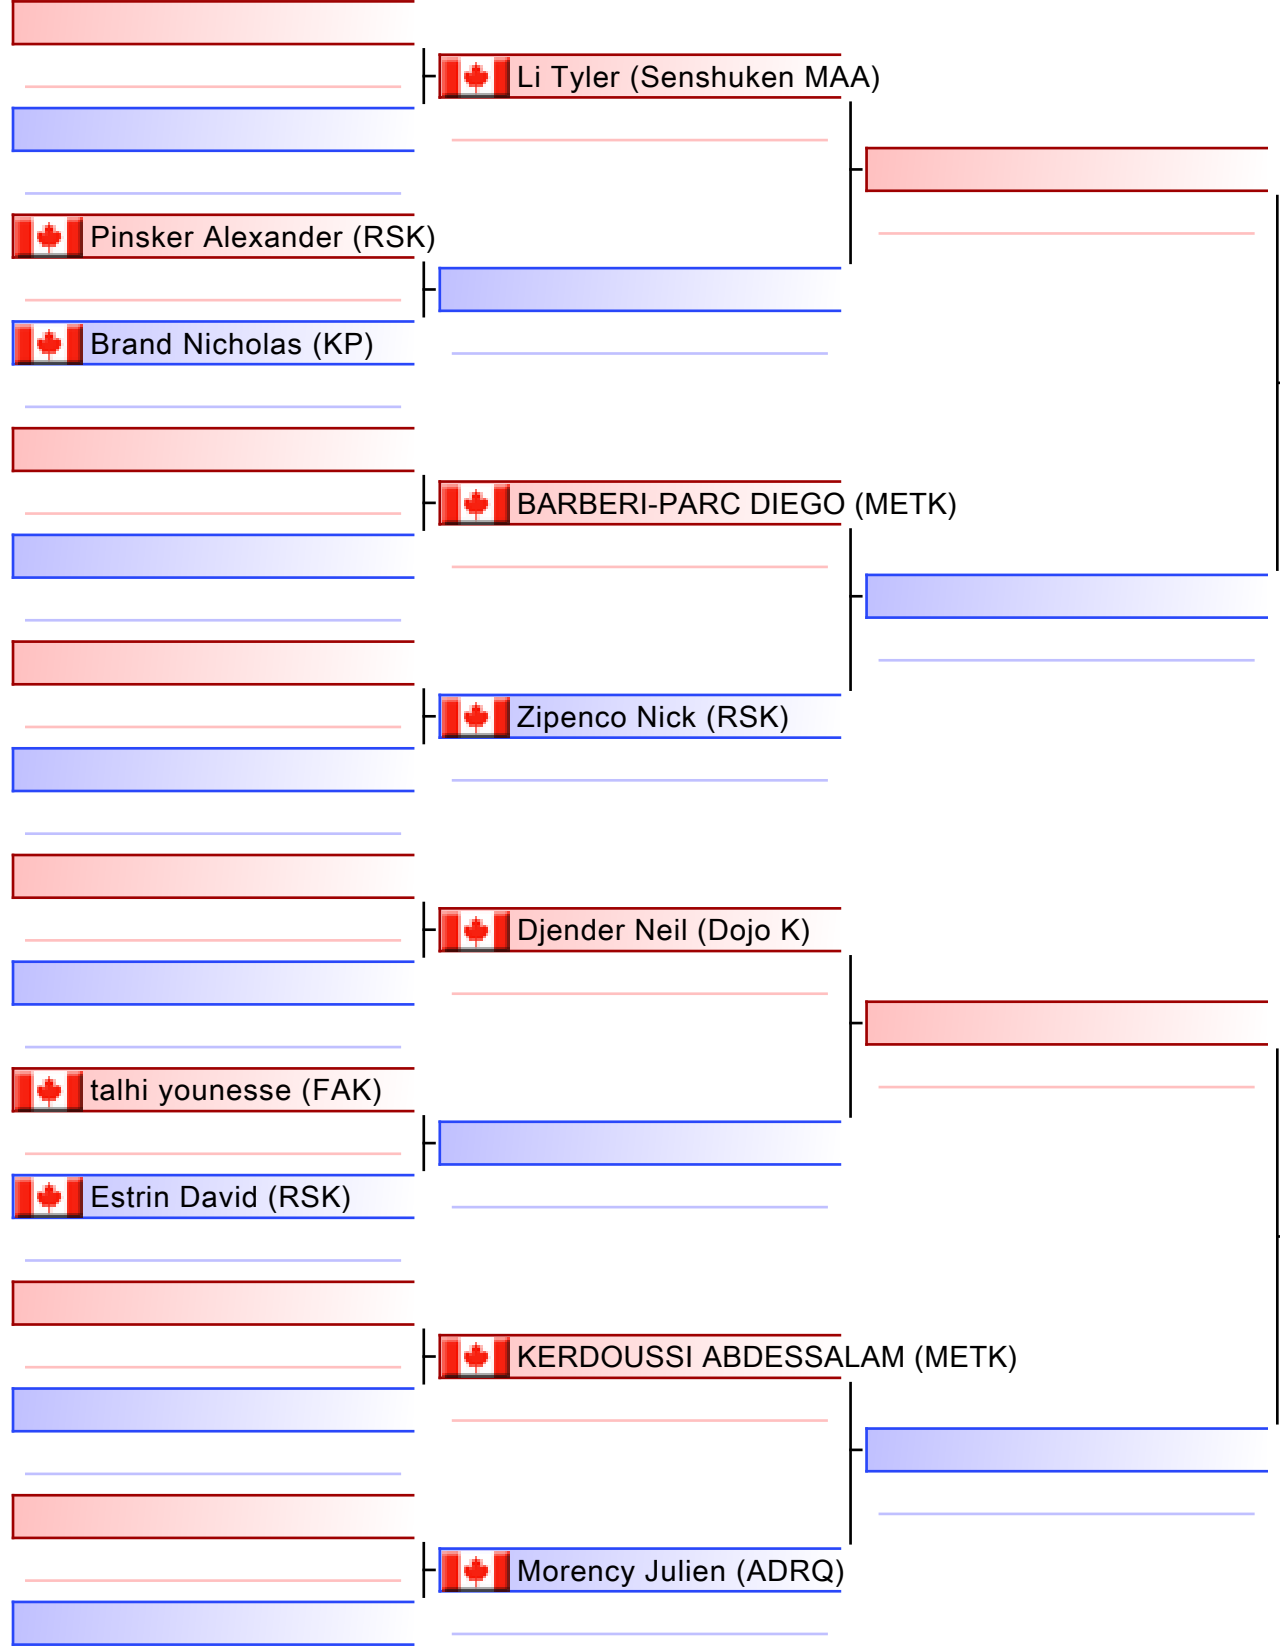 Li Tyler (Senshuken MAA)
Pinsker Alexander (RSK)
Brand Nicholas (KP)
BARBERI-PARC DIEGO (METK)
Zipenco Nick (RSK)
Djender Neil (Dojo K)
talhi younesse (FAK)
Estrin David (RSK)
KERDOUSSI ABDESSALAM (METK)
Morency Julien (ADRQ)